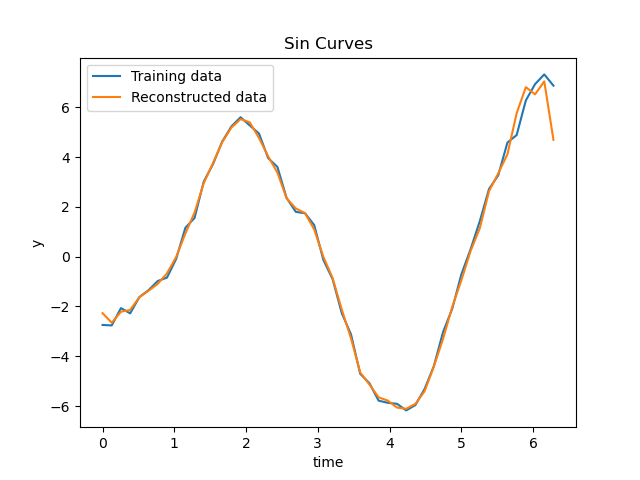 Sin Curves
Training data
Reconstructed data
6
4
2
0
−2
−4
−6
y
0 1 2 3 4 5 6
time